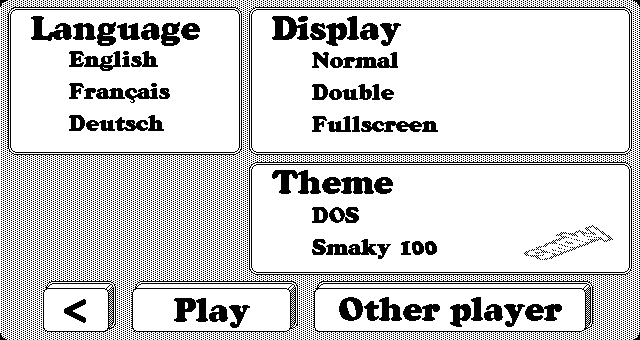 Language
English
Français
Deutsch
Display
Normal
Double
Fullscreen
Theme
DOS
Smaky 100
<
Play
Other player